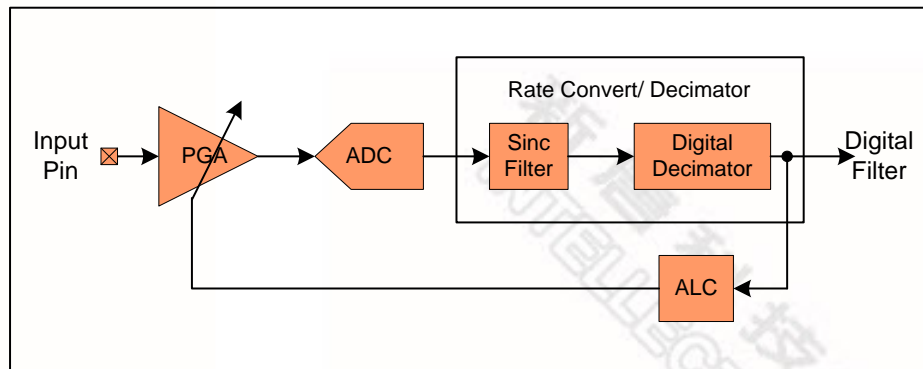 Rate Convert/ Decimator
Input
Pin
PGA
ADC
Sinc
Filter
Digital
Decimator
Digital
Filter
ALC